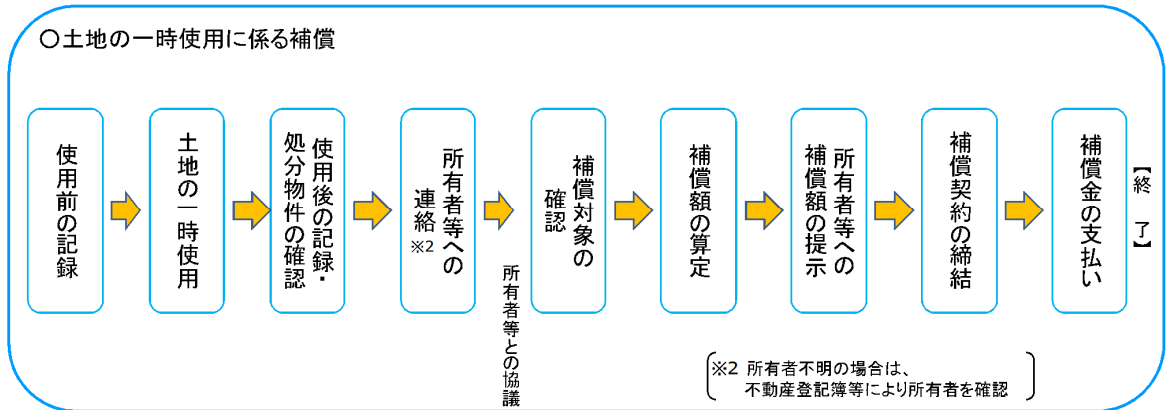 ○土地の一時使用に係る補償
使用前の記録
土地の一時使用
使用後の記録・
処分物件の確認
所有者等への
連絡※2
所有者等との協議
補償対象の
確認
補償額の算定
所有者等への
補償額の提示
補償契約の締結
補償金の支払い
【終了】
※2 所有者不明の場合は、
不動産登記簿等により所有者を確認